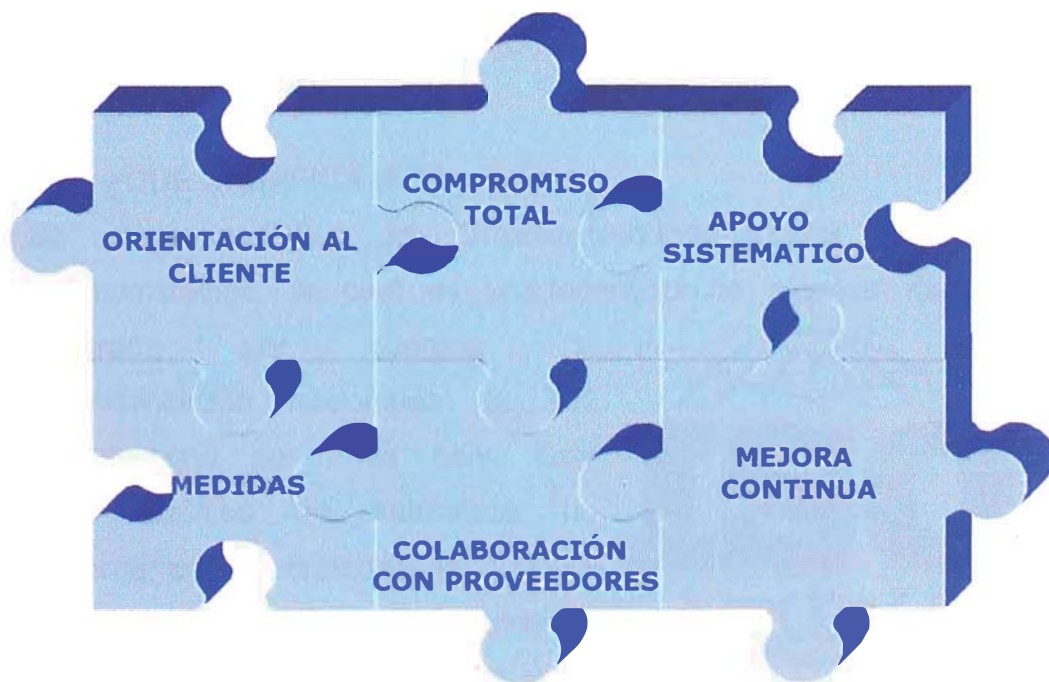 COMPROMISO
TOTAL
ORIENTACIÓN AL
CLIENTE
APOYO
SISTEMATICO
MEDIDAS
MEJORA
CONTINUA
COLABORACIÓN
CON PROVEEDORES